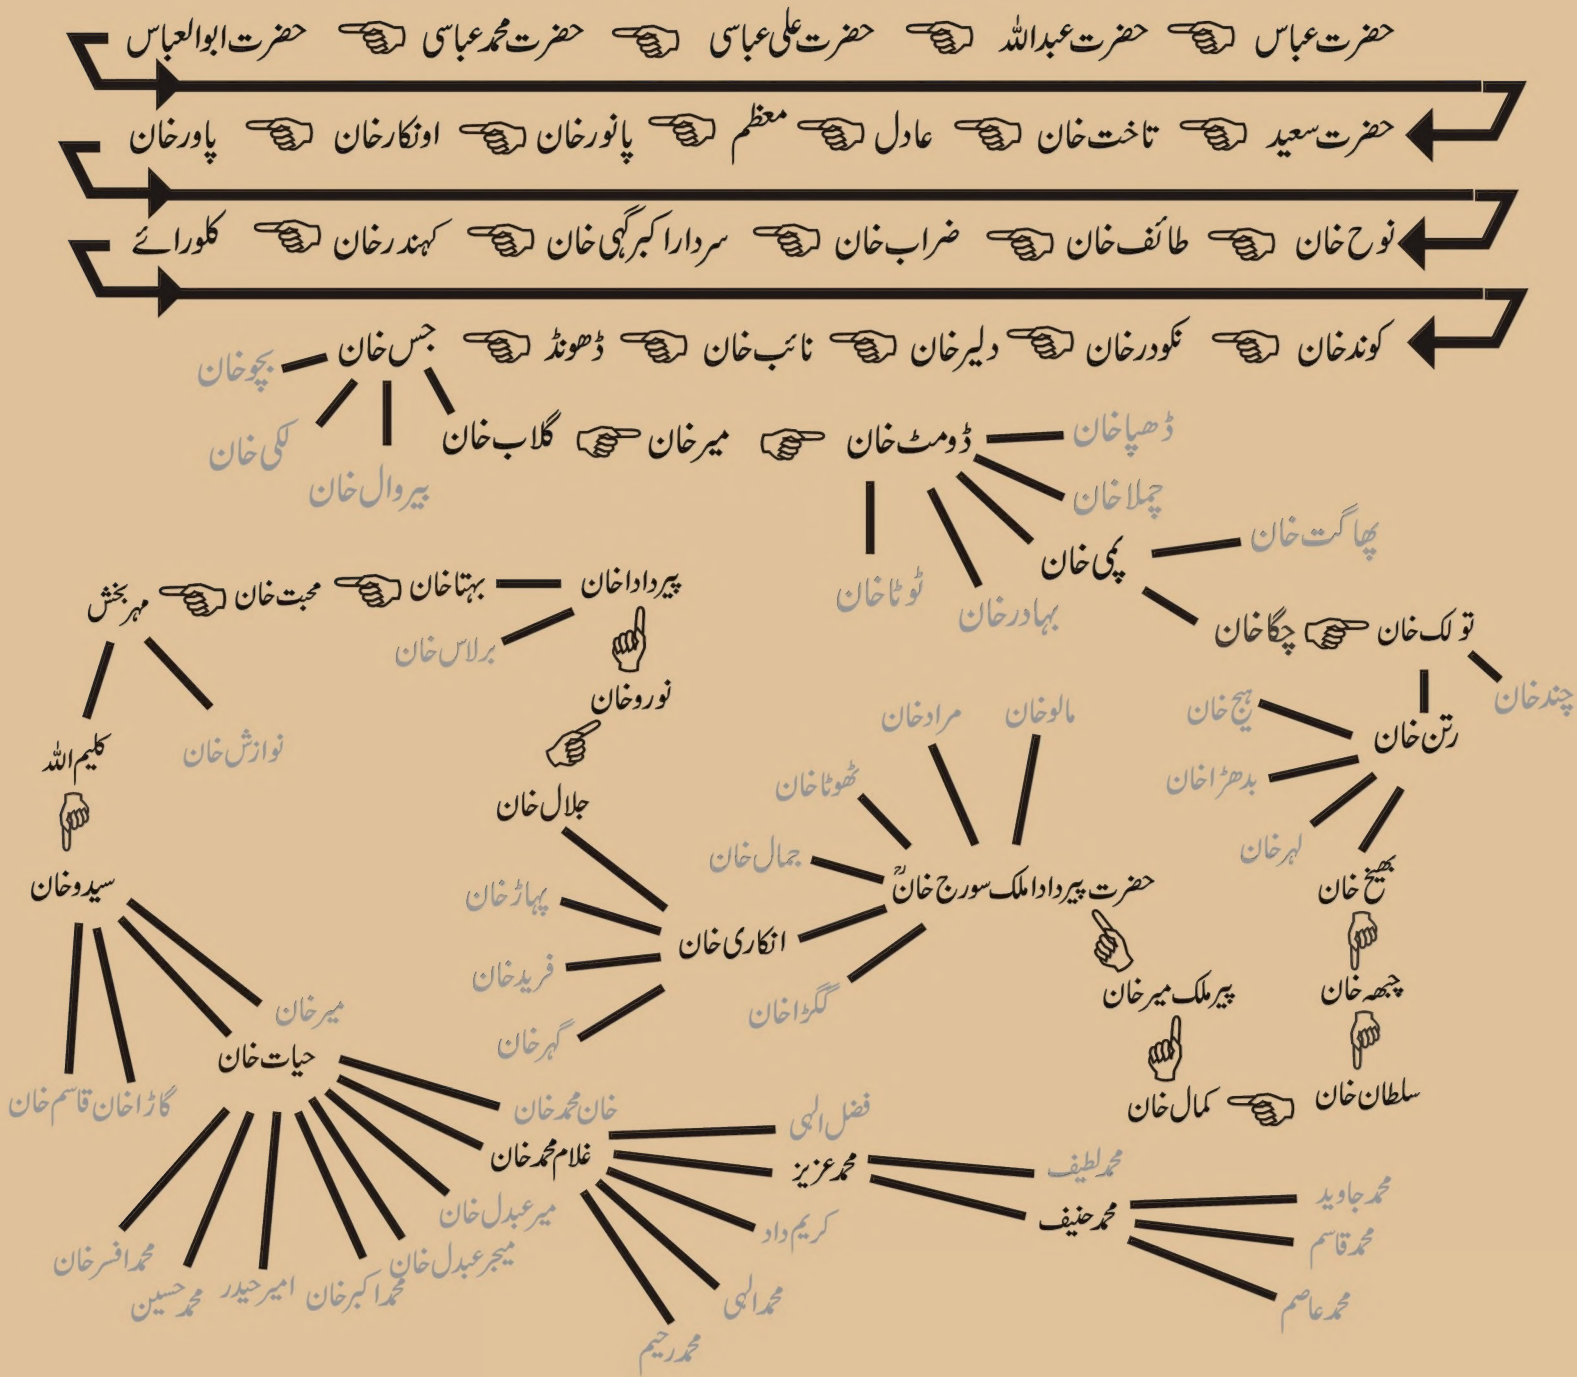 حضرت عباس حضرت عبداللہ حضرت علی عباسی حضرت محمد عباسی حضرت ابوالعباس
حضرت سعید تاخت خان عادل معظم پانور خان اونکار خان پاور خان
نوح خان طائف خان ضراب خان سردار اکبر گہی خان کہندر خان کلورائے
کوند خان نکودر خان دلیر خان نائب خان ڈھونڈ جس خان
بچو خان
لکی خان
بیروال خان
گلاب خان میر خان ڈومٹ خان
ڈھپا خان
چملا خان
پمی خان
بہادر خان
ٹوٹا خان
پھاگت خان
چگا خان تولک خان
چند خان
رتن خان
ہیج خان
بدھڑا خان
لہر خان
بھیخ خان
چبھہ خان
سلطان خان
کمال خان
پیر ملک میر خان
حضرت پیر دادا ملک سورج خانؒ
مالو خان
مراد خان
ٹھوٹا خان
جمال خان
گگڑا خان
انکاری خان
پہاڑ خان
فرید خان
گہر خان
جلال خان
نورو خان
پیر دادا خان
برلاس خان
بہتا خان
محبت خان
مہر بخش
نوازش خان
کلیم اللہ
سیدو خان
میر خان
حیات خان
گاڑا خان
قاسم خان
خان محمد خان
غلام محمد خان
میر عبدل خان
میجر عبدل خان
محمد اکبر خان
امیر حیدر
محمد حسین
محمد افسر خان
فضل الہی
محمد عزیز
کریم داد
محمد الہی
محمد رحیم
محمد لطیف
محمد حنیف
محمد جاوید
محمد قاسم
محمد عاصم